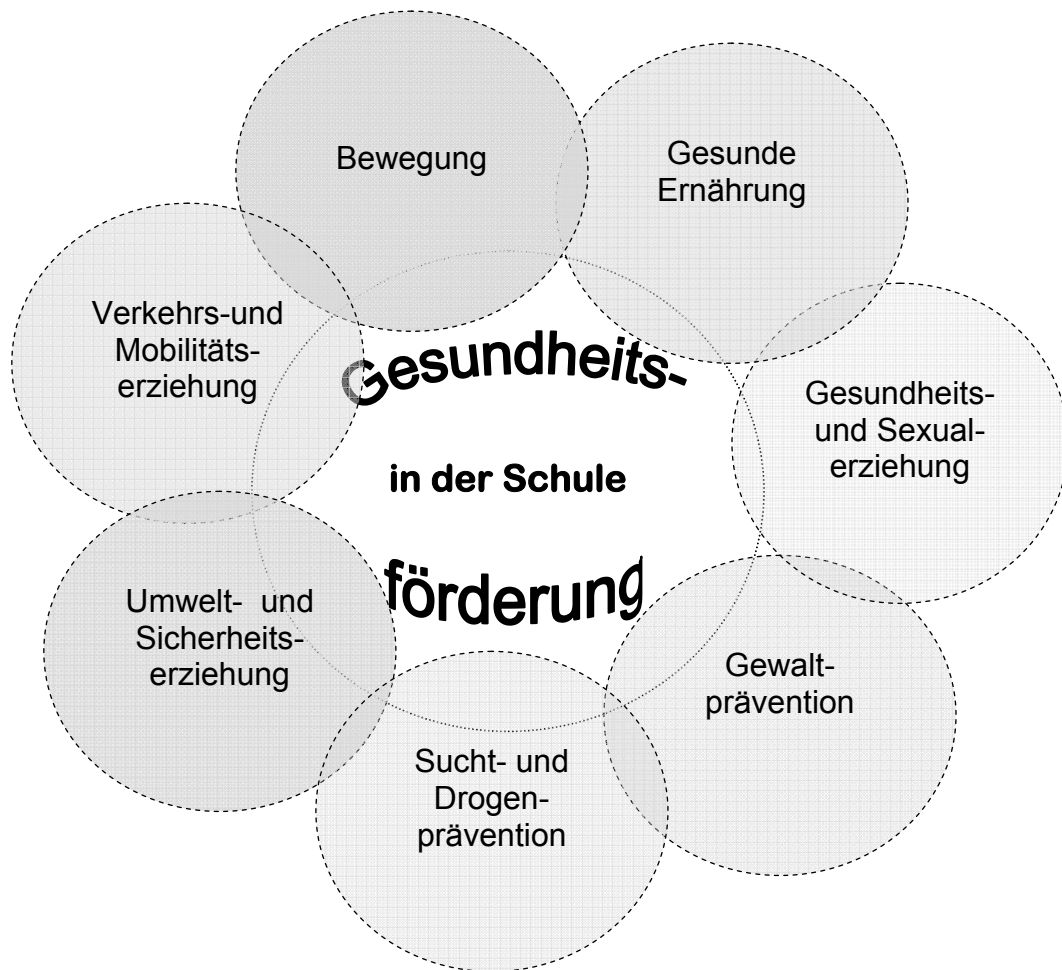 Bewegung
Gesunde
Ernährung
Verkehrs-und
Mobilitäts-
erziehung
Gesundheits-
und Sexual-
erziehung
Gesundheits-
in der Schule
förderung
Umwelt- und
Sicherheits-
erziehung
Gewalt-
prävention
Sucht- und
Drogen-
prävention